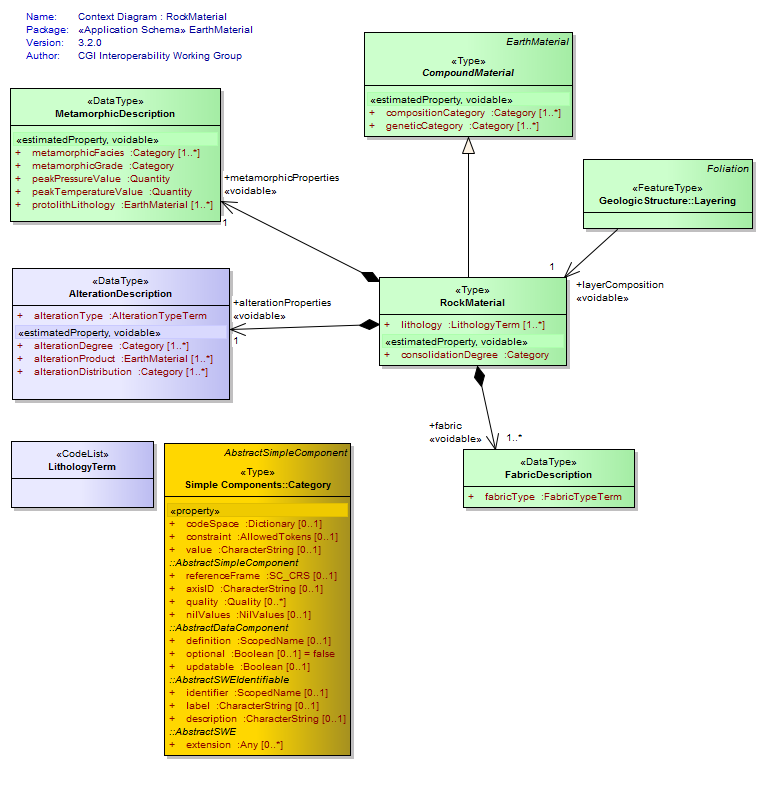 Name: Context Diagram : RockMaterial
Package: «Application Schema» EarthMaterial
Version: 3.2.0
Author: CGI Interoperability Working Group
EarthMaterial
«Type»
CompoundMaterial
«estimatedProperty, voidable»
+ compositionCategory :Category [1..*]
+ geneticCategory :Category [1..*]
«DataType»
MetamorphicDescription
«estimatedProperty, voidable»
+ metamorphicFacies :Category [1..*]
+ metamorphicGrade :Category
+ peakPressureValue :Quantity
+ peakTemperatureValue :Quantity
+ protolithLithology :EarthMaterial [1..*]
+metamorphicProperties
«voidable»
1
Foliation
«FeatureType»
GeologicStructure::Layering
1
+layerComposition
«voidable»
«DataType»
AlterationDescription
+ alterationType :AlterationTypeTerm
«estimatedProperty, voidable»
+ alterationDegree :Category [1..*]
+ alterationProduct :EarthMaterial [1..*]
+ alterationDistribution :Category [1..*]
+alterationProperties
«voidable»
1
«Type»
RockMaterial
+ lithology :LithologyTerm [1..*]
«estimatedProperty, voidable»
+ consolidationDegree :Category
+fabric
«voidable»
1..*
«DataType»
FabricDescription
+ fabricType :FabricTypeTerm
«CodeList»
LithologyTerm
AbstractSimpleComponent
«Type»
Simple Components::Category
«property»
+ codeSpace :Dictionary [0..1]
+ constraint :AllowedTokens [0..1]
+ value :CharacterString [0..1]
::AbstractSimpleComponent
+ referenceFrame :SC_CRS [0..1]
+ axisID :CharacterString [0..1]
+ quality :Quality [0..*]
+ nilValues :NilValues [0..1]
::AbstractDataComponent
+ definition :ScopedName [0..1]
+ optional :Boolean [0..1] = false
+ updatable :Boolean [0..1]
::AbstractSWEIdentifiable
+ identifier :ScopedName [0..1]
+ label :CharacterString [0..1]
+ description :CharacterString [0..1]
::AbstractSWE
+ extension :Any [0..*]